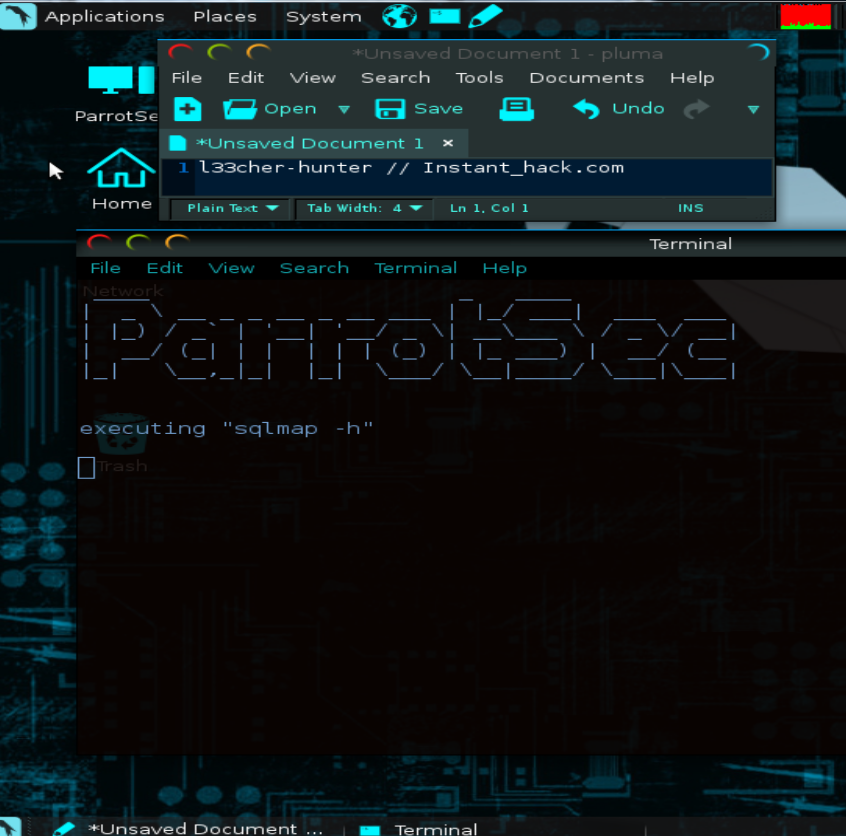 Applications Places System
*Unsaved Document 1 - pluma
File Edit View Search Tools Documents Help
ParrotSe
Open Save Undo
*Unsaved Document 1 ×
1 l33cher-hunter // Instant_hack.com
Home
Plain Text Tab Width: 4 Ln 1, Col 1 INS
Terminal
File Edit View Search Terminal Help
Network
ParrotSec
executing "sqlmap -h"
Trash
*Unsaved Document ... Terminal